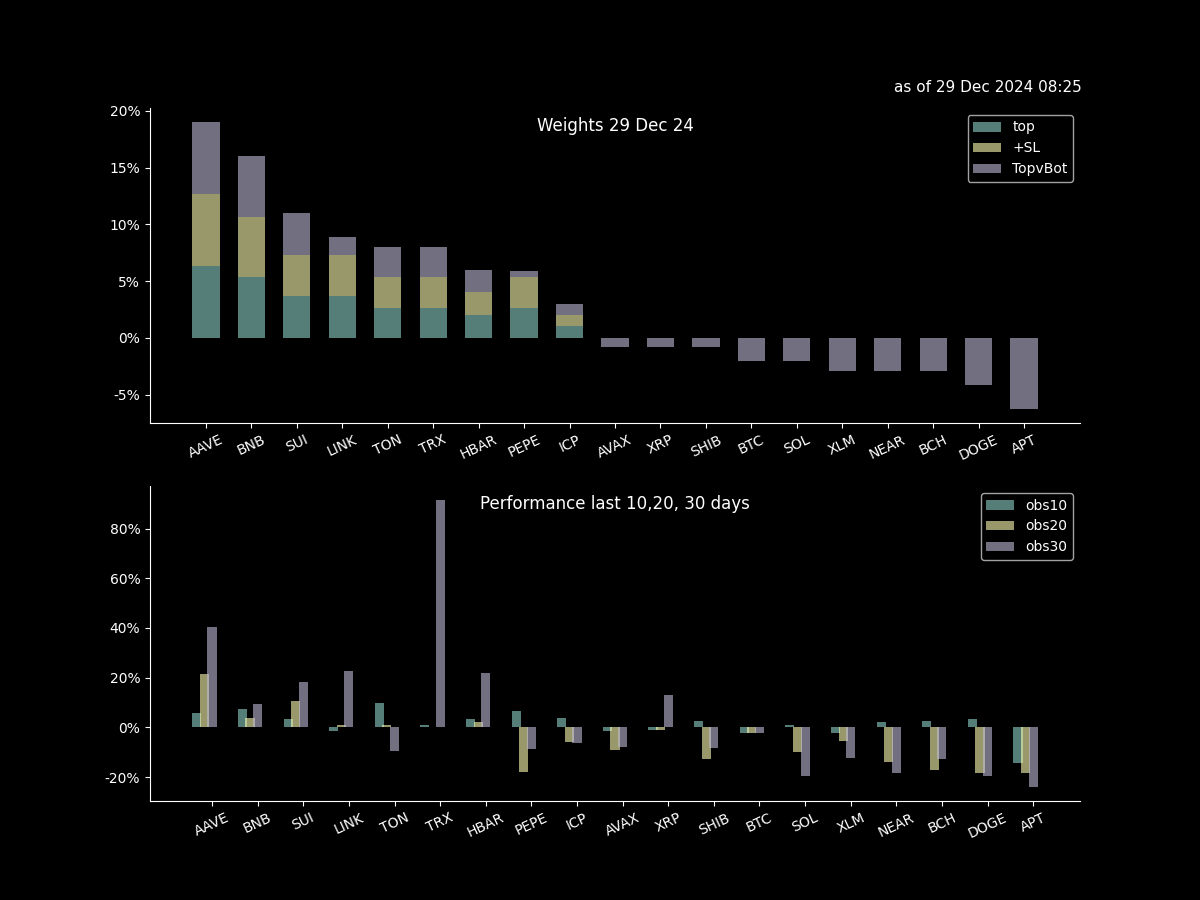 as of 29 Dec 2024 08:25
Weights 29 Dec 24
top
+SL
TopvBot
20%
15%
10%
5%
0%
-5%
AAVE BNB SUI LINK TON TRX HBAR PEPE ICP AVAX XRP SHIB BTC SOL XLM NEAR BCH DOGE APT
Performance last 10,20, 30 days
obs10
obs20
obs30
80%
60%
40%
20%
0%
-20%
AAVE BNB SUI LINK TON TRX HBAR PEPE ICP AVAX XRP SHIB BTC SOL XLM NEAR BCH DOGE APT